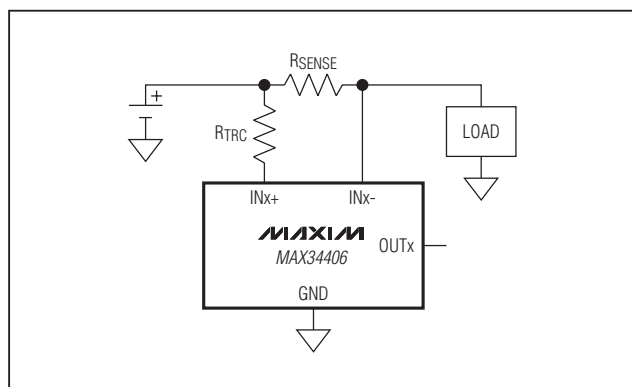 RSENSE
+
RTRC
LOAD
INx+ INx-
MAXIM
OUTx
MAX34406
GND